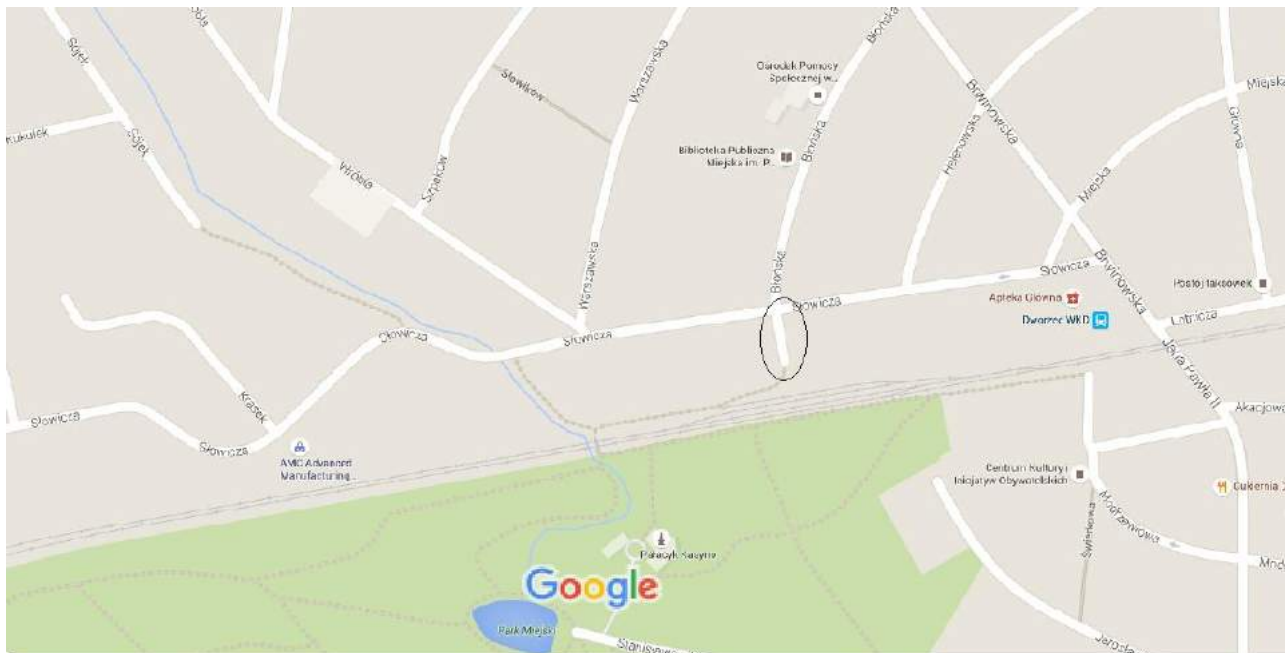 Sójek
Wróbla
Słowików
Warszawska
Błońska
Ośrodek Pomocy
Społecznej w...
Brwinowska
Miejska
Główna
Kukułek
Sójek
Wróbla
Szpaków
Biblioteka Publiczna
Miejska im. P...
Błońska
Helenowska
Miejska
Warszawska
Błońska
Słowicza
Słowicza
Brwinowska
Postój taksówek
Apteka Główna
Dworzec WKD
Letnicza
Słowicza
Słowicza
Jana Pawła II
Krasek
Słowicza
Słowicza
Akacjowa
AMC Advanced
Manufacturing...
Centrum Kultury i
Inicjatyw Obywatelskich
Cukiernia
Modrzewiowa
Świerkowa
Pałacyk Kasyno
Google
Park Miejski